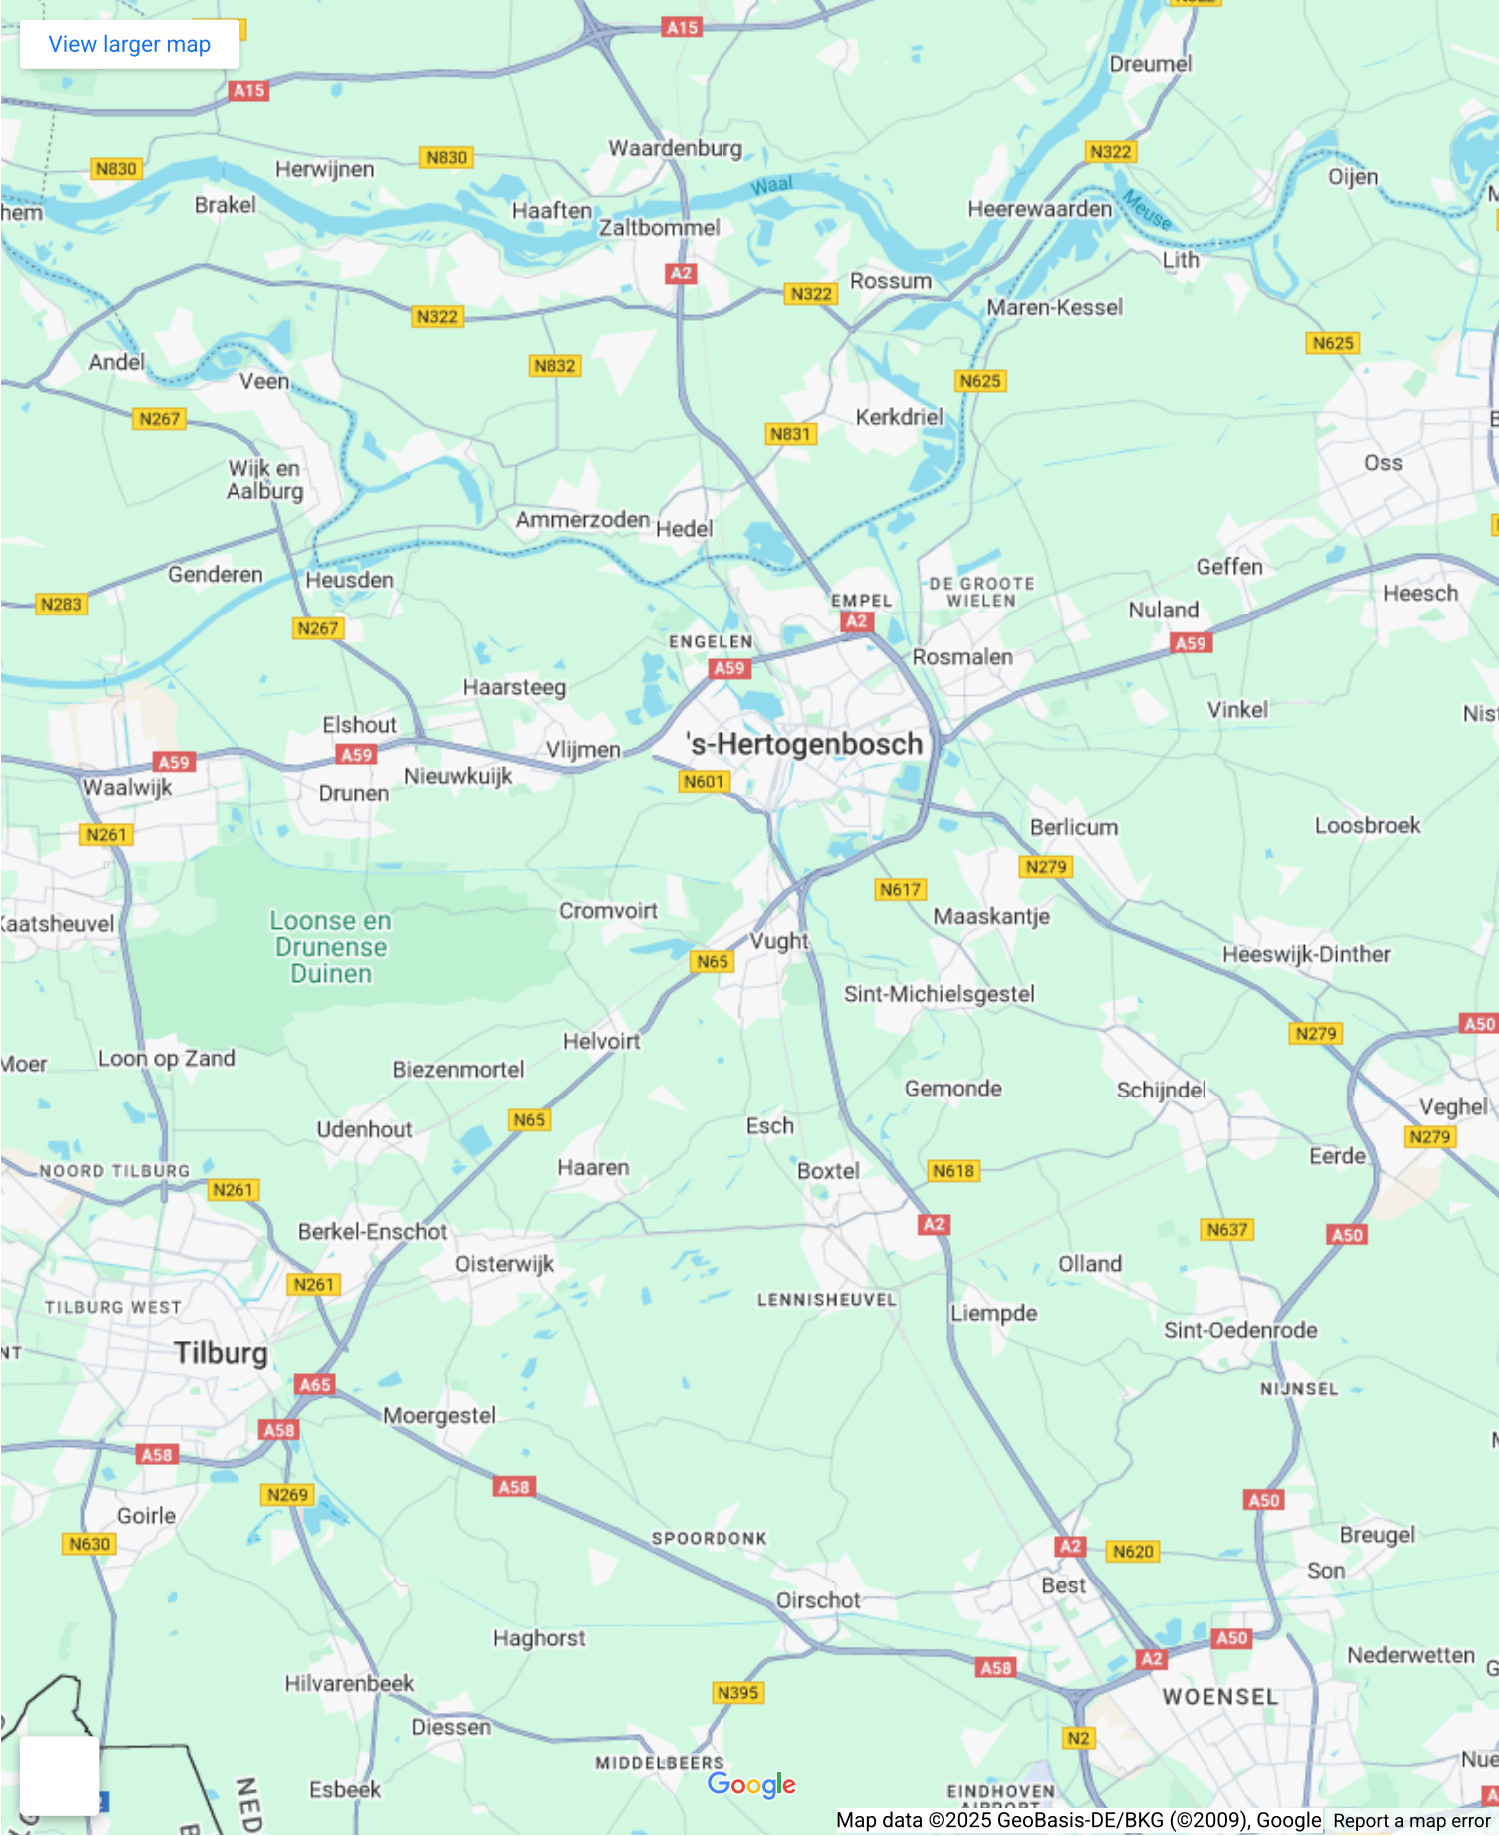 View larger map
A15
A15
N322
Dreumel
Waardenburg
N322
N830
N830
Herwijnen
Oijen
Waal
Meuse
Brakel
Haaften
Heerewaarden
hem
Zaltbommel
Lith
A2
Rossum
N322
Maren-Kessel
N322
N625
Andel
N832
Veen
N625
N267
Kerkdriel
N831
Oss
Wijk en
Aalburg
Ammerzoden
Hedel
Geffen
Genderen
Heusden
DE GROOTE
WIELEN
Heesch
N283
EMPEL
Nuland
A2
N267
ENGELEN
A59
Rosmalen
A59
Haarsteeg
Vinkel
Nist
Elshout
's-Hertogenbosch
Vlijmen
A59
A59
Nieuwkuijk
N601
Waalwijk
Drunen
N261
Berlicum
Loosbroek
N279
N617
Cromvoirt
Maaskantje
Kaatsheuvel
Loonse en
Drunense
Duinen
Vught
Heeswijk-Dinther
N65
Sint-Michielsgestel
A50
N279
Helvoirt
Loon op Zand
Moer
Biezenmortel
Gemonde
Schijndel
Veghel
N65
Esch
Udenhout
N279
Eerde
Haaren
Boxtel
N618
NOORD TILBURG
N261
A2
N637
A50
Berkel-Enschot
Oisterwijk
Olland
N261
LENNISHEUVEL
TILBURG WEST
Liempde
Sint-Oedenrode
Tilburg
NT
A65
NIJNSEL
Moergestel
A58
A58
A58
N269
A50
Goirle
SPOORDONK
Breugel
N630
A2
N620
Son
Best
Oirschot
Haghorst
A50
Nederwetten
A2
A58
Hilvarenbeek
N395
WOENSEL
Diessen
N2
MIDDELBEERS
Nue
Esbeek
Google
EINDHOVEN
AIRPORT
NED
Map data ©2025 GeoBasis-DE/BKG (©2009), Google
Report a map error